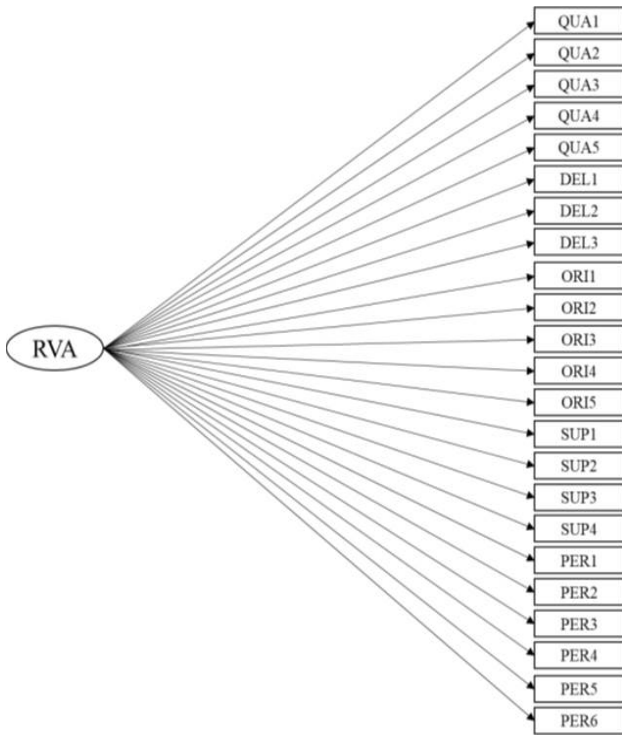 QUA1
QUA2
QUA3
QUA4
QUA5
DEL1
DEL2
DEL3
ORI1
ORI2
ORI3
RVA
ORI4
ORI5
SUP1
SUP2
SUP3
SUP4
PER1
PER2
PER3
PER4
PER5
PER6